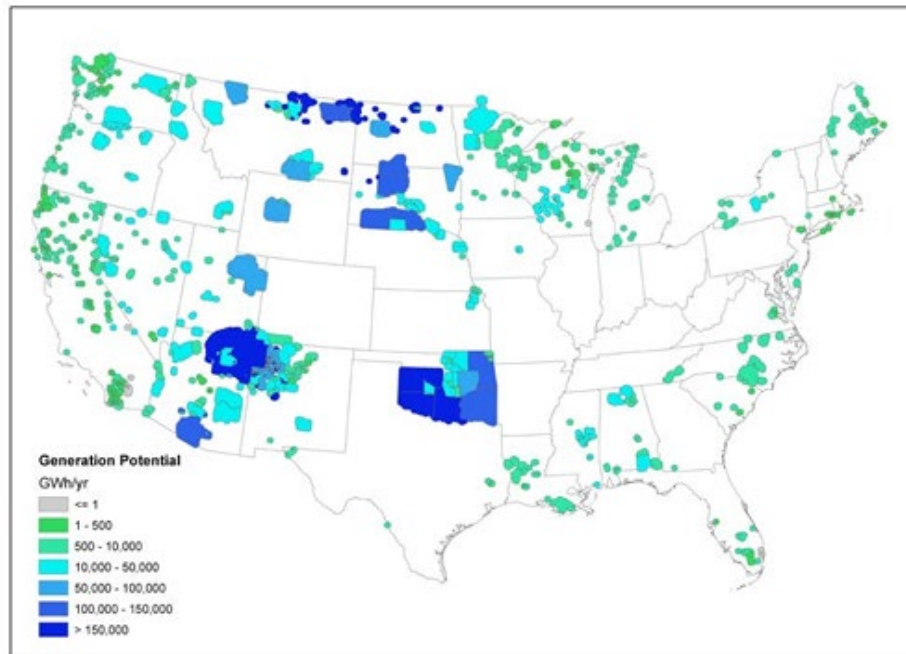 Generation Potential
GWh/yr
<= 1
1 - 500
500 - 10,000
10,000 - 50,000
50,000 - 100,000
100,000 - 150,000
> 150,000